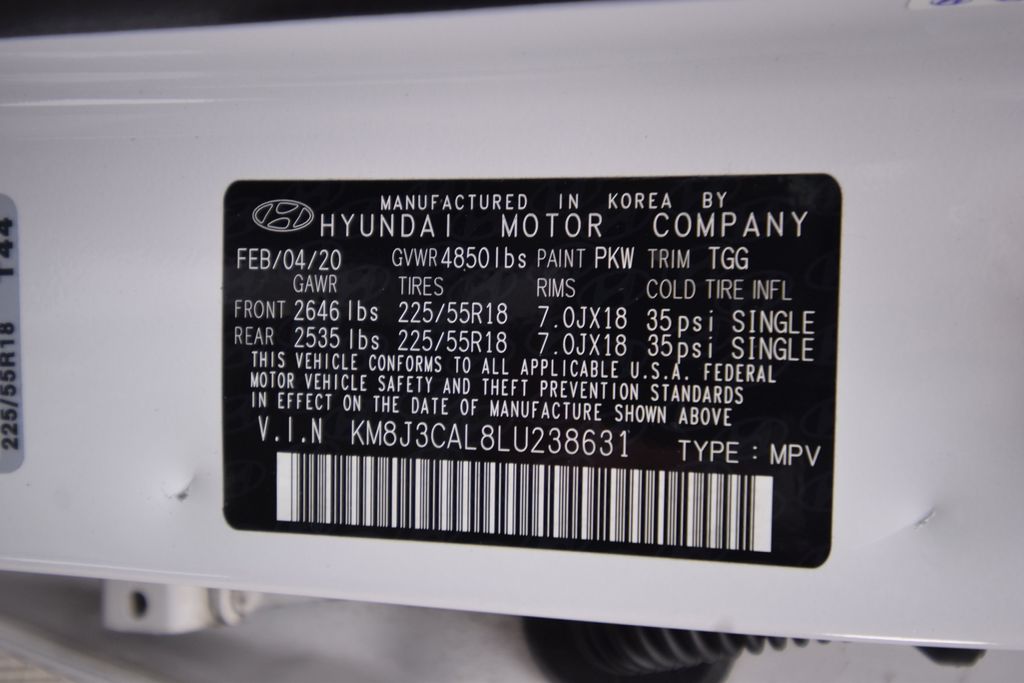 MANUFACTURED IN KOREA BY
HYUNDAI MOTOR COMPANY
FEB/04/20 GVWR 4850lbs PAINT PKW TRIM TGG
GAWR TIRES RIMS COLD TIRE INFL
FRONT 2646 lbs 225/55R18 7.0JX18 35psi SINGLE
REAR 2535 lbs 225/55R18 7.0JX18 35psi SINGLE
THIS VEHICLE CONFORMS TO ALL APPLICABLE U.S.A. FEDERAL
MOTOR VEHICLE SAFETY AND THEFT PREVENTION STANDARDS
IN EFFECT ON THE DATE OF MANUFACTURE SHOWN ABOVE
V.I.N KM8J3CAL8LU238631 TYPE : MPV
225/55R18